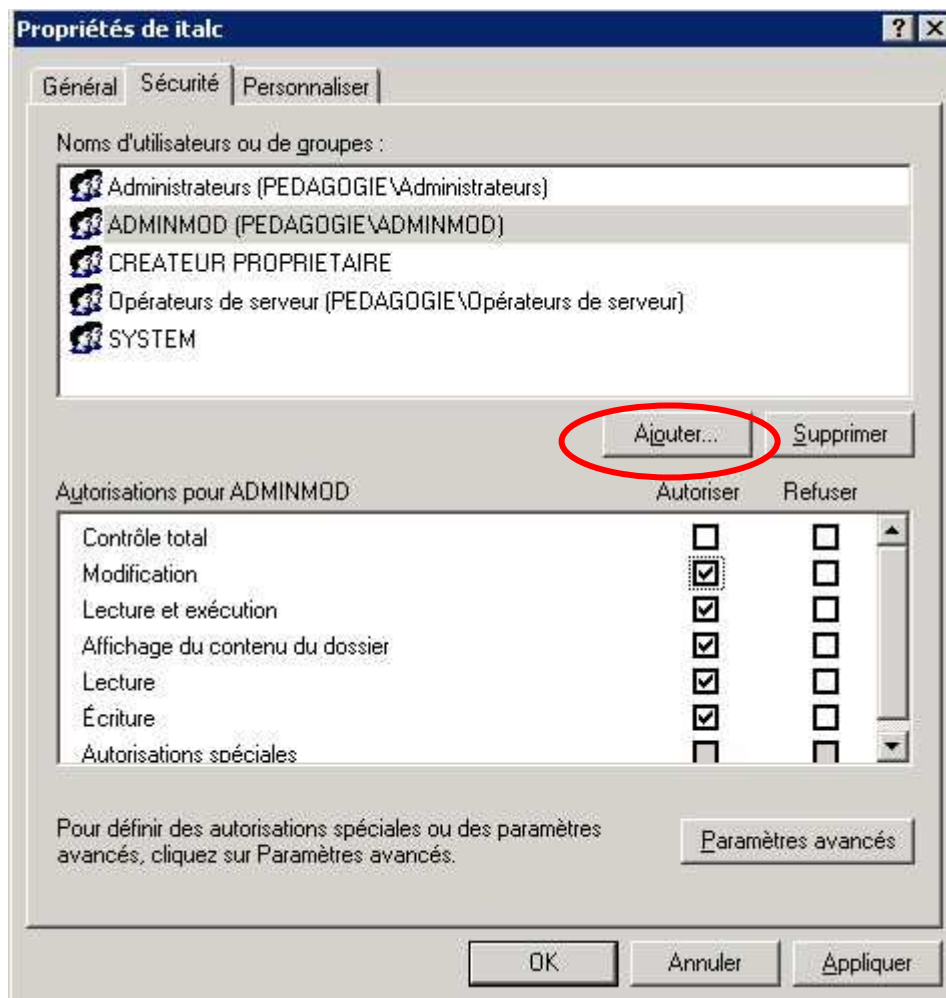 Propriétés de italc
Général Sécurité Personnaliser
Noms d'utilisateurs ou de groupes :
Administrateurs (PEDAGOGIE\Administrateurs)
ADMINMOD (PEDAGOGIE\ADMINMOD)
CREATEUR PROPRIETAIRE
Opérateurs de serveur (PEDAGOGIE\Opérateurs de serveur)
SYSTEM
Ajouter... Supprimer
Autorisations pour ADMINMOD Autoriser Refuser
Contrôle total
Modification
Lecture et exécution
Affichage du contenu du dossier
Lecture
Écriture
Autorisations spéciales
Pour définir des autorisations spéciales ou des paramètres
avancés, cliquez sur Paramètres avancés.
Paramètres avancés
OK Annuler Appliquer